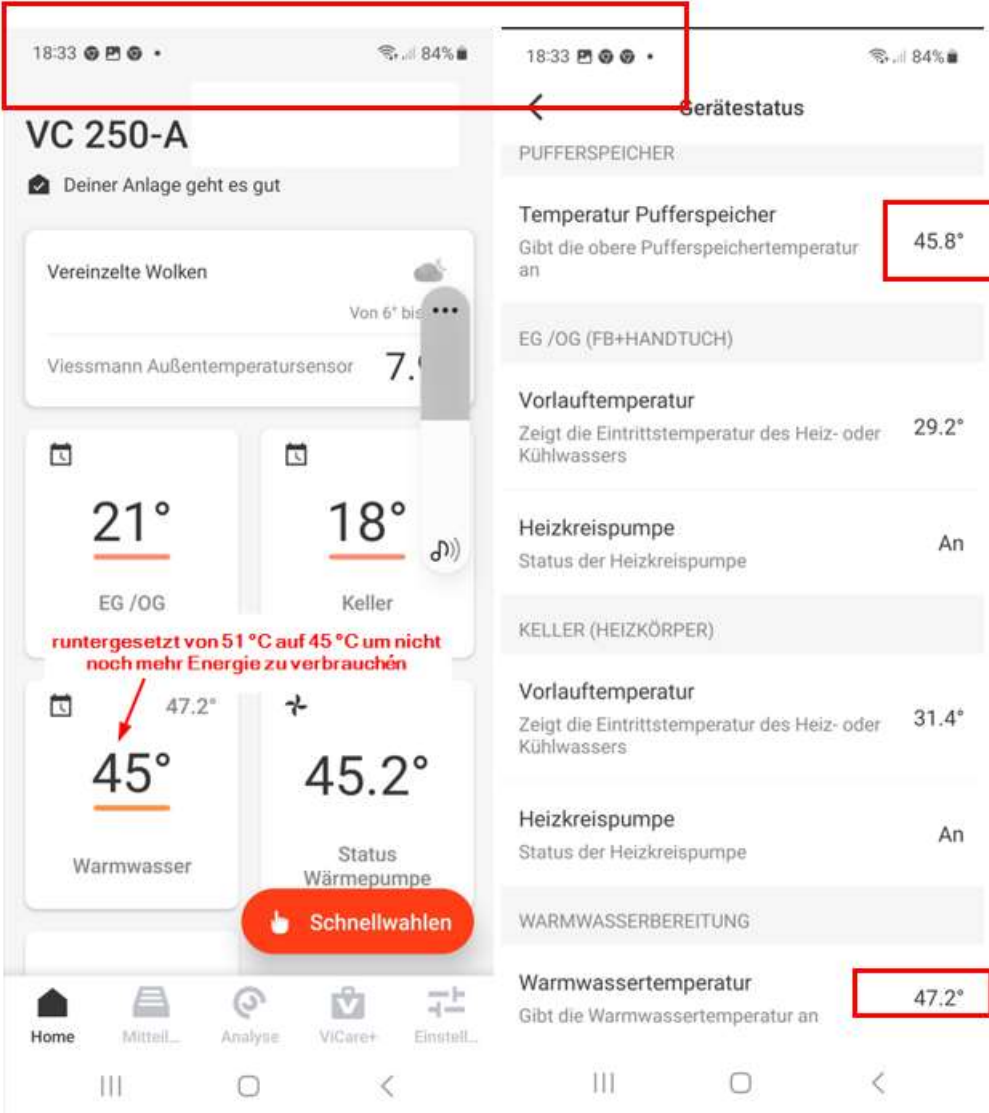 18:33
84%
VC 250-A
Deiner Anlage geht es gut
Vereinzelte Wolken
Von 6° bis
Viessmann Außentemperatursensor 7.
21°
18°
EG /OG
Keller
runtergesetzt von 51 °C auf 45 °C um nicht
noch mehr Energie zu verbrauchén
47.2°
45°
45.2°
Warmwasser
Status
Wärmepumpe
Schnellwahlen
Home
Mitteil...
Analyse
ViCare+
Einstell...
18:33
84%
Gerätestatus
PUFFERSPEICHER
Temperatur Pufferspeicher
45.8°
Gibt die obere Pufferspeichertemperatur
an
EG /OG (FB+HANDTUCH)
Vorlauftemperatur
29.2°
Zeigt die Eintrittstemperatur des Heiz- oder
Kühlwassers
Heizkreispumpe
An
Status der Heizkreispumpe
KELLER (HEIZKÖRPER)
Vorlauftemperatur
31.4°
Zeigt die Eintrittstemperatur des Heiz- oder
Kühlwassers
Heizkreispumpe
An
Status der Heizkreispumpe
WARMWASSERBEREITUNG
Warmwassertemperatur
47.2°
Gibt die Warmwassertemperatur an